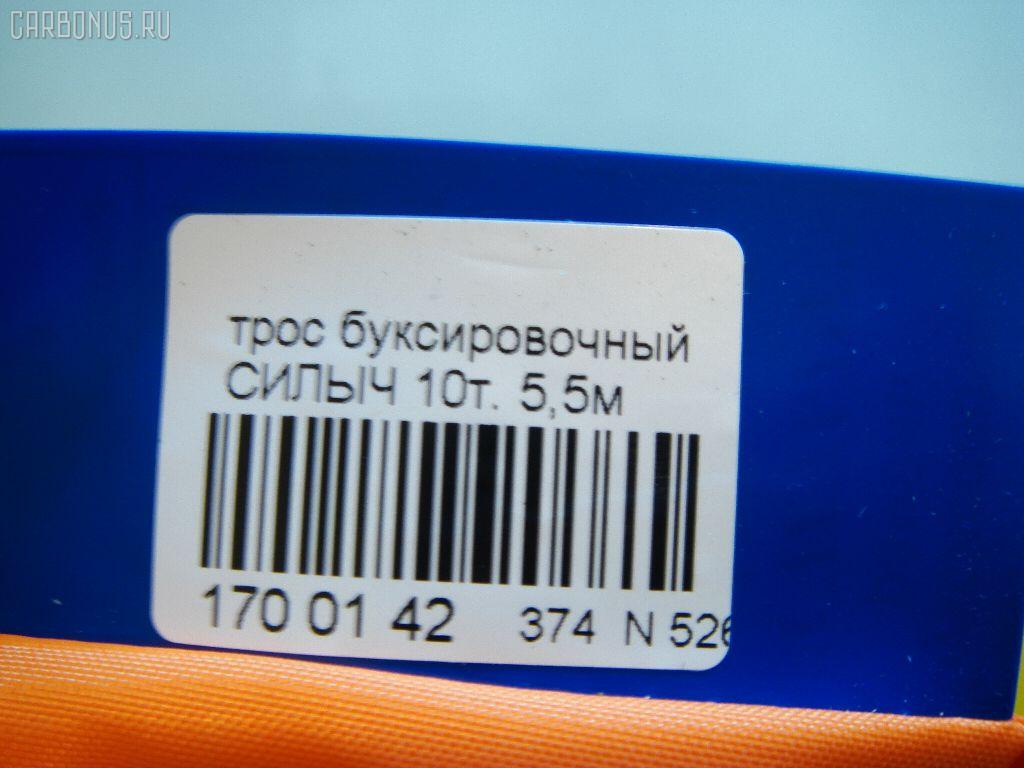 CARBONUS.RU
трос буксировочный
СИЛЫЧ 10т. 5,5м
170 01 42 374 N 526